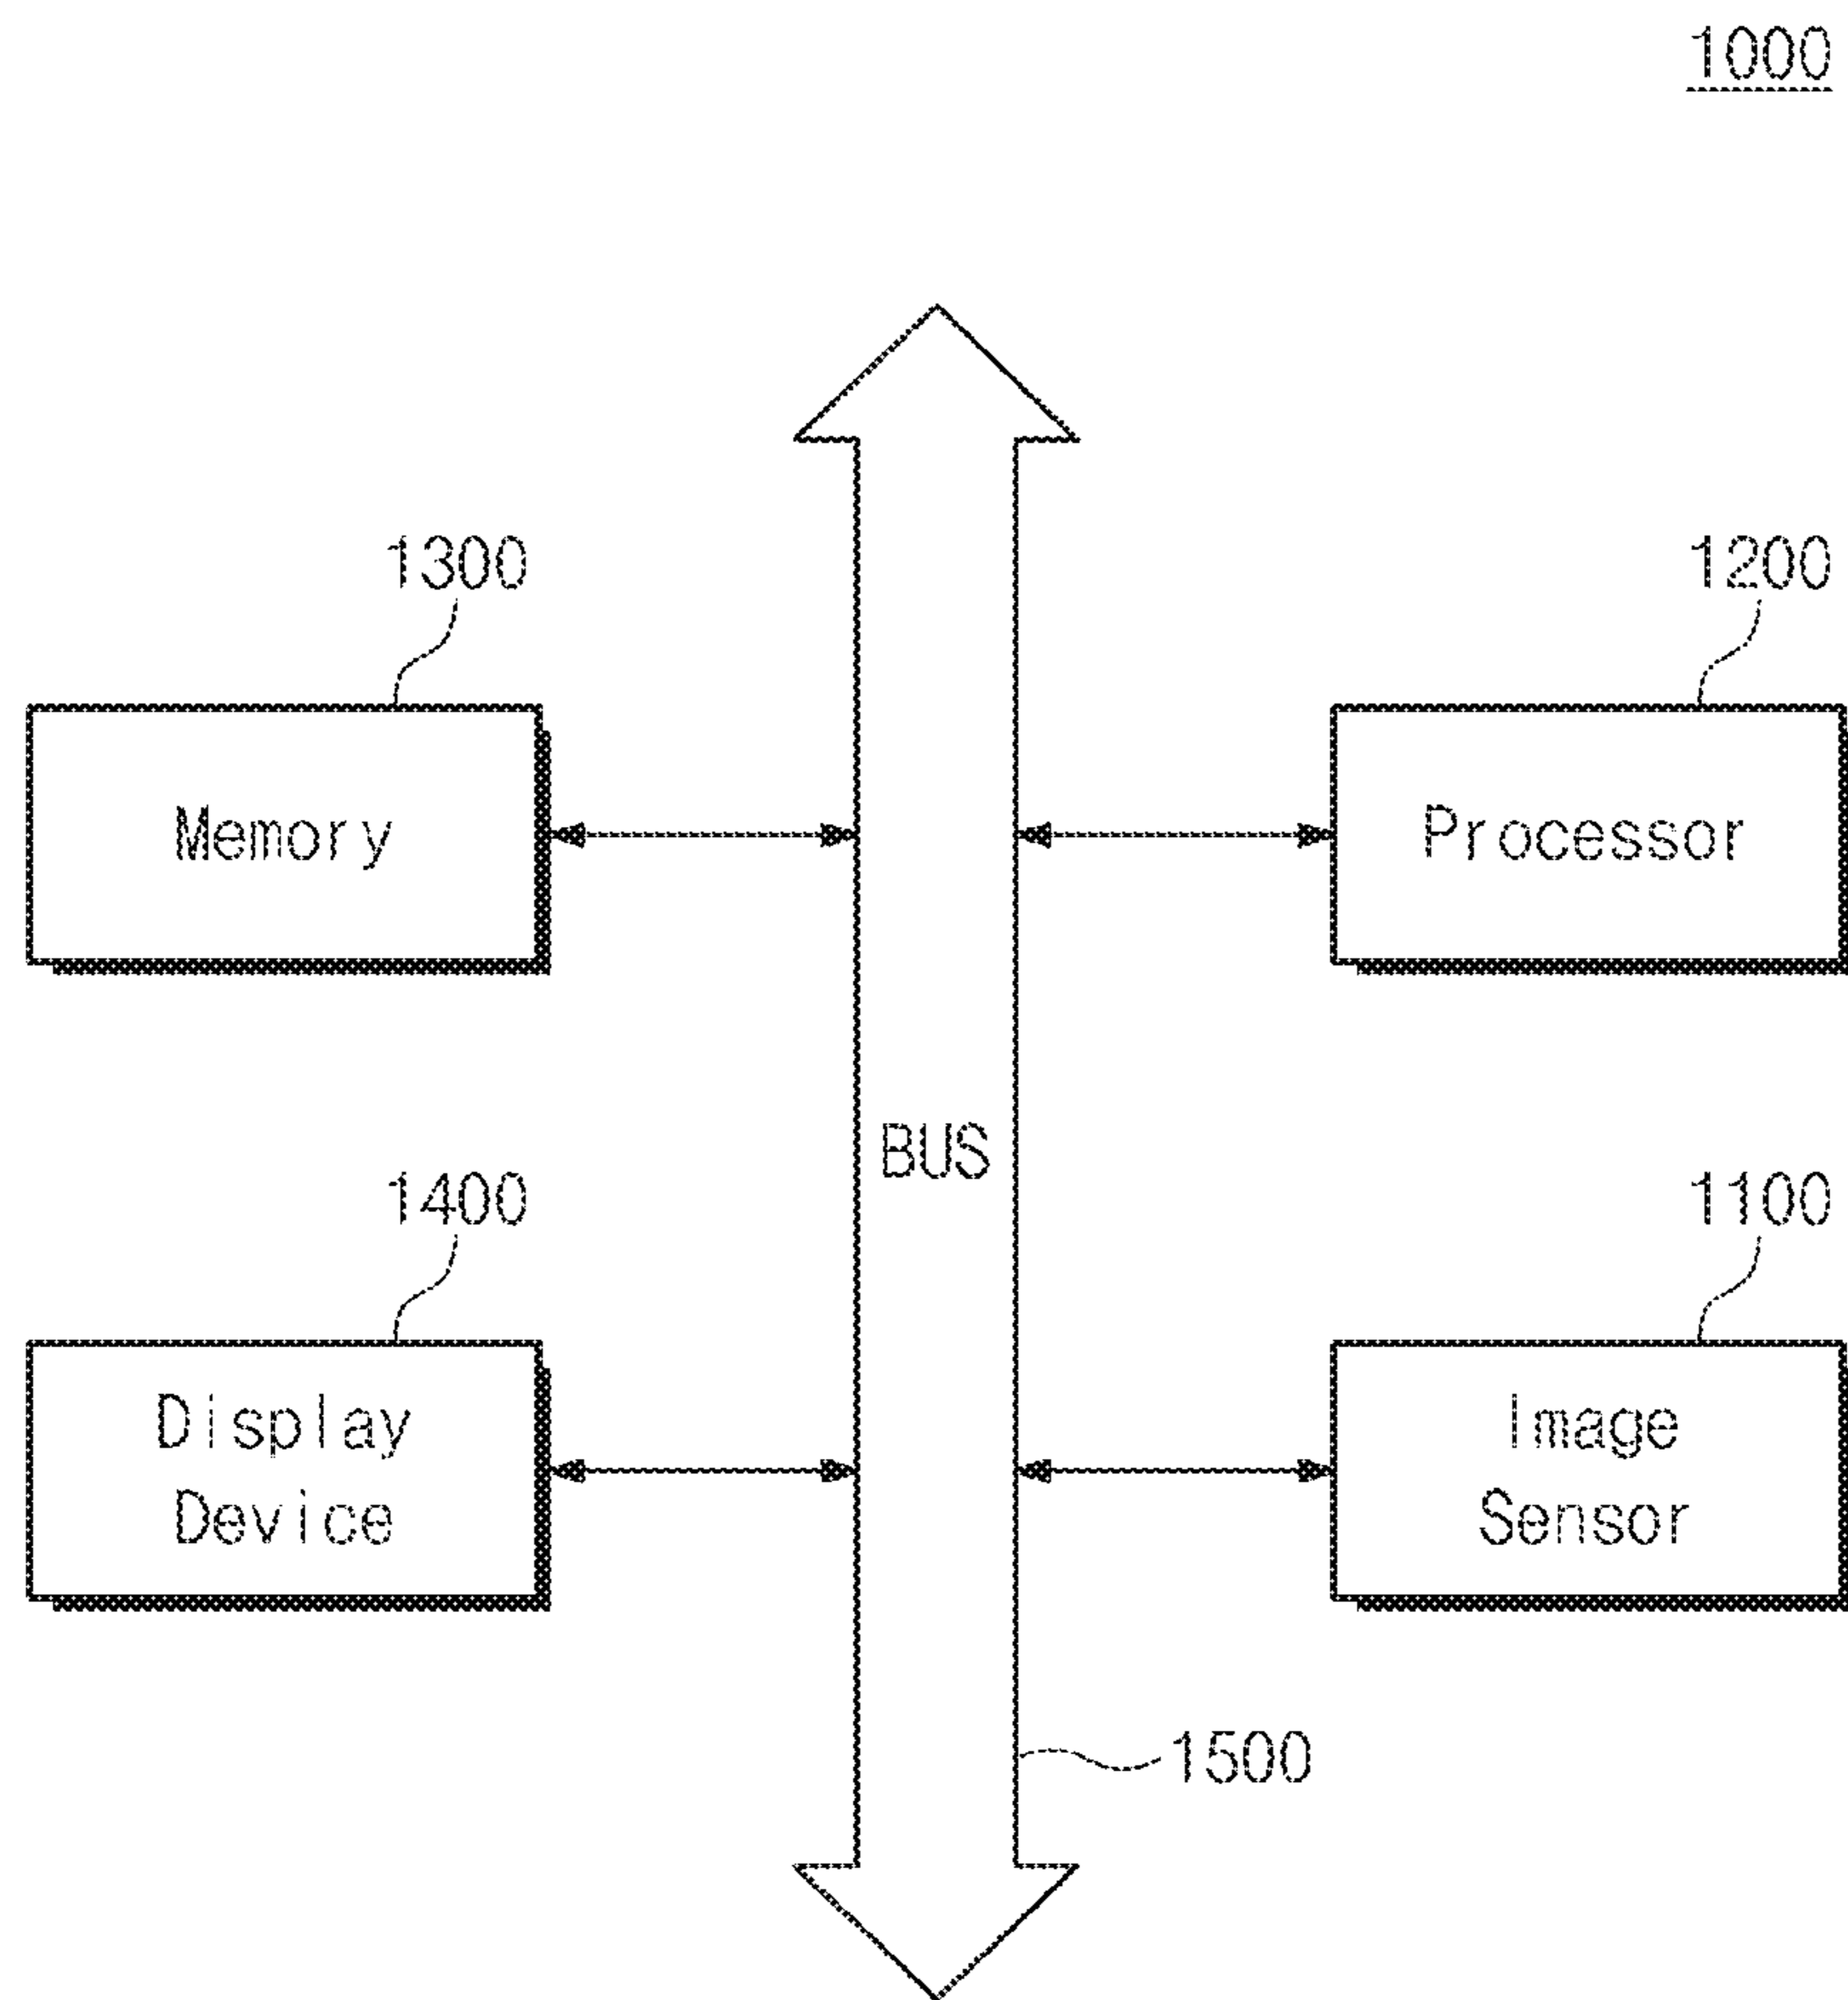 1000
1300
1200
Memory
Processor
BUS
1400
1100
Display
Device
Image
Sensor
1500